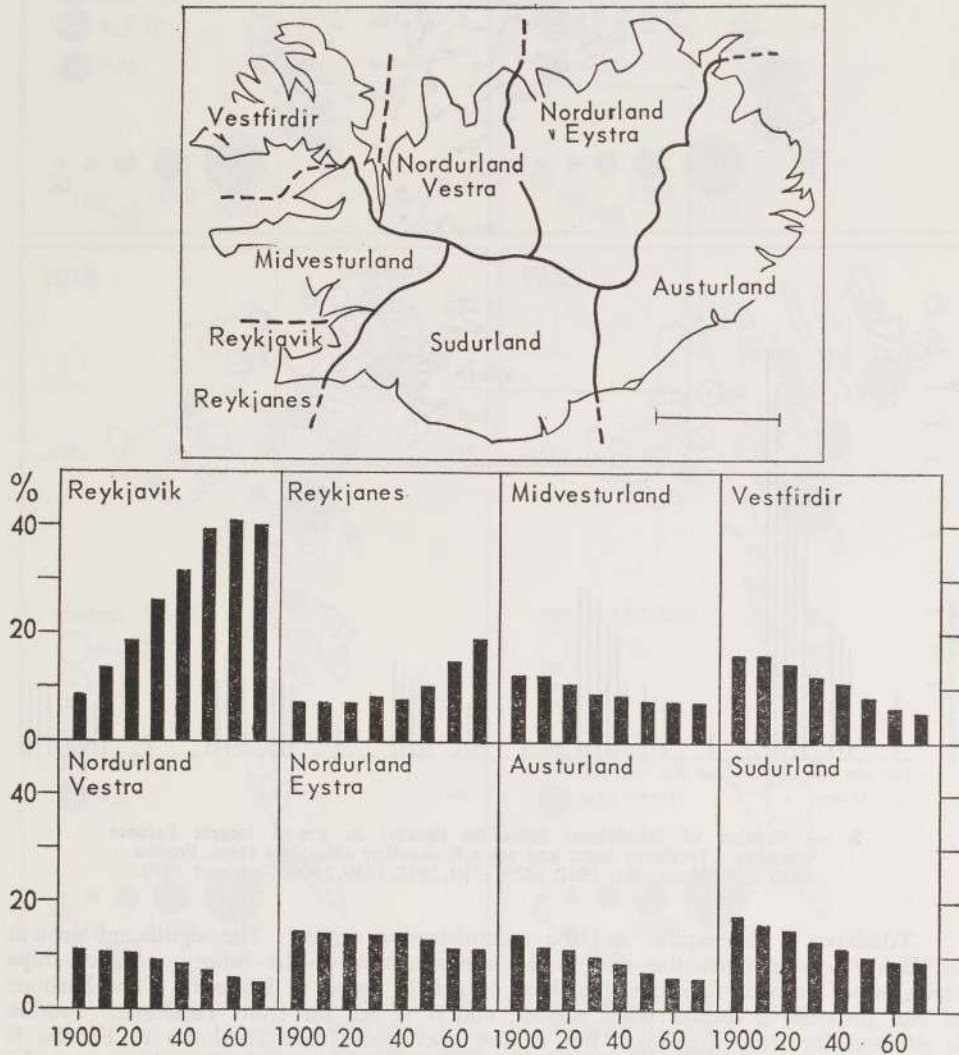 Vestfirdir
Nordurland
Eystra
Nordurland
Vestra
Midvesturland
Austurland
Reykjavik
Sudurland
Reykjanes
%
Reykjavik
Reykjanes
Midvesturland
Vestfirdir
40
20
0
Nordurland
Vestra
Nordurland
Eystra
Austurland
Sudurland
40
20
0
1900 20 40 60 1900 20 40 60 1900 20 40 60 1900 20 40 60